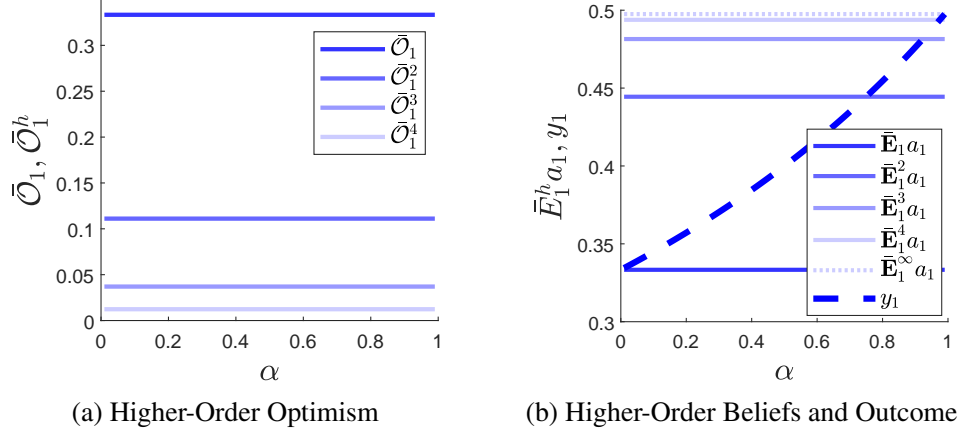 0.35
0.3
0.25
0.2
0.15
0.1
0.05
0
0 0.2 0.4 0.6 0.8 1
α
𝒪̄₁, 𝒪̄₁ʰ
𝒪̄₁
𝒪̄₁²
𝒪̄₁³
𝒪̄₁⁴
(a) Higher-Order Optimism
0.5
0.45
0.4
0.35
0.3
0 0.2 0.4 0.6 0.8 1
α
Ē₁ʰa₁, y₁
𝐄̄₁a₁
𝐄̄₁²a₁
𝐄̄₁³a₁
𝐄̄₁⁴a₁
𝐄̄₁^∞a₁
y₁
(b) Higher-Order Beliefs and Outcome